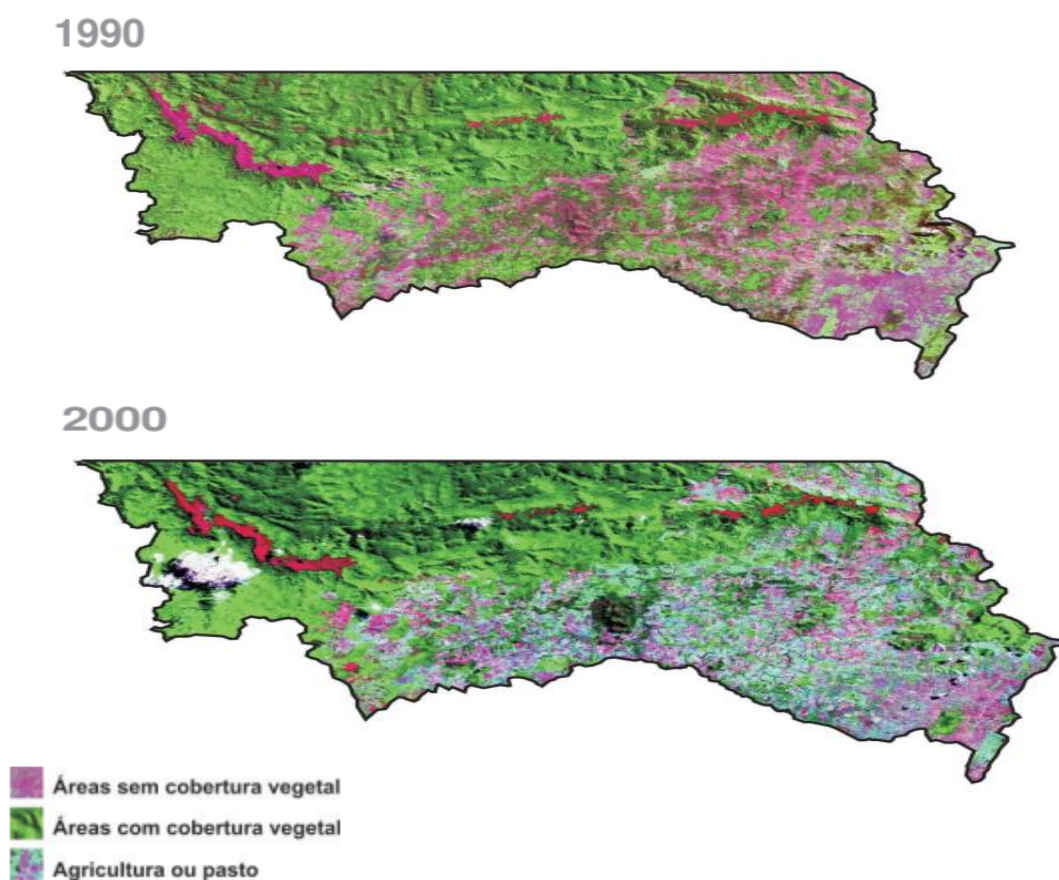 1990
2000
Áreas sem cobertura vegetal
Áreas com cobertura vegetal
Agricultura ou pasto